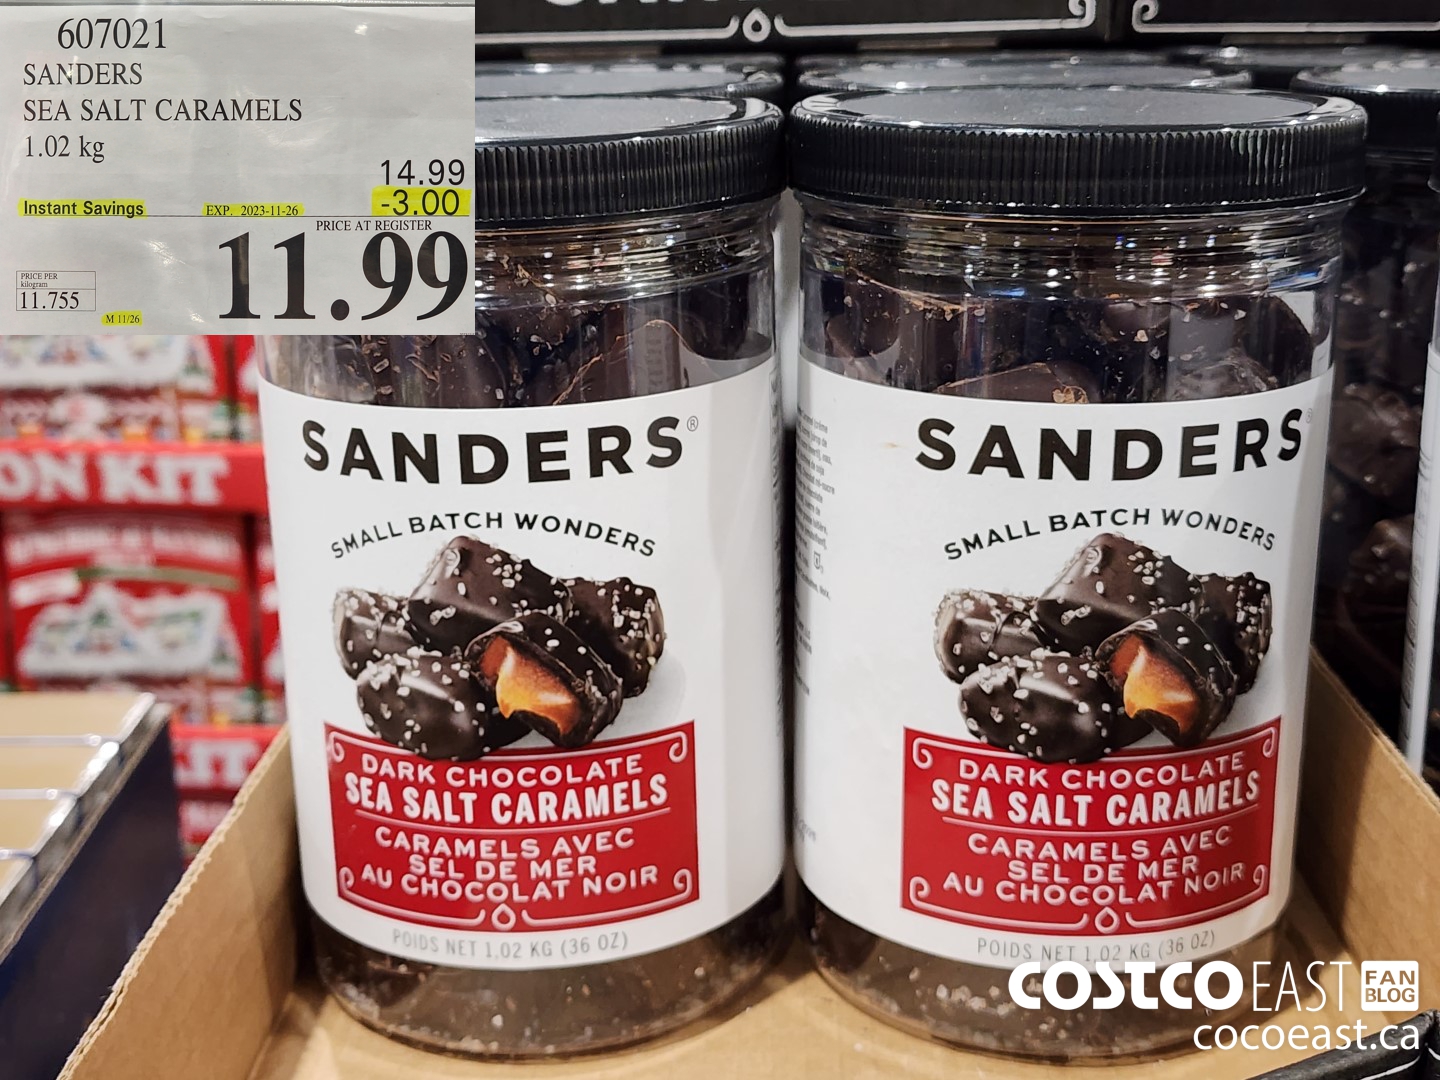 607021
SANDERS
SEA SALT CARAMELS
1.02 kg
14.99
-3.00
Instant Savings
EXP. 2023-11-26
PRICE AT REGISTER
11.99
PRICE PER
kilogram
11.755
M 11/26
ON KIT
SANDERS®
SMALL BATCH WONDERS
DARK CHOCOLATE
SEA SALT CARAMELS
CARAMELS AVEC
SEL DE MER
AU CHOCOLAT NOIR
POIDS NET 1.02 KG (36 OZ)
SANDERS®
SMALL BATCH WONDERS
DARK CHOCOLATE
SEA SALT CARAMELS
CARAMELS AVEC
SEL DE MER
AU CHOCOLAT NOIR
POIDS NET 1.02 KG (36 OZ)
COSTCO EAST FAN BLOG
cocoeast.ca